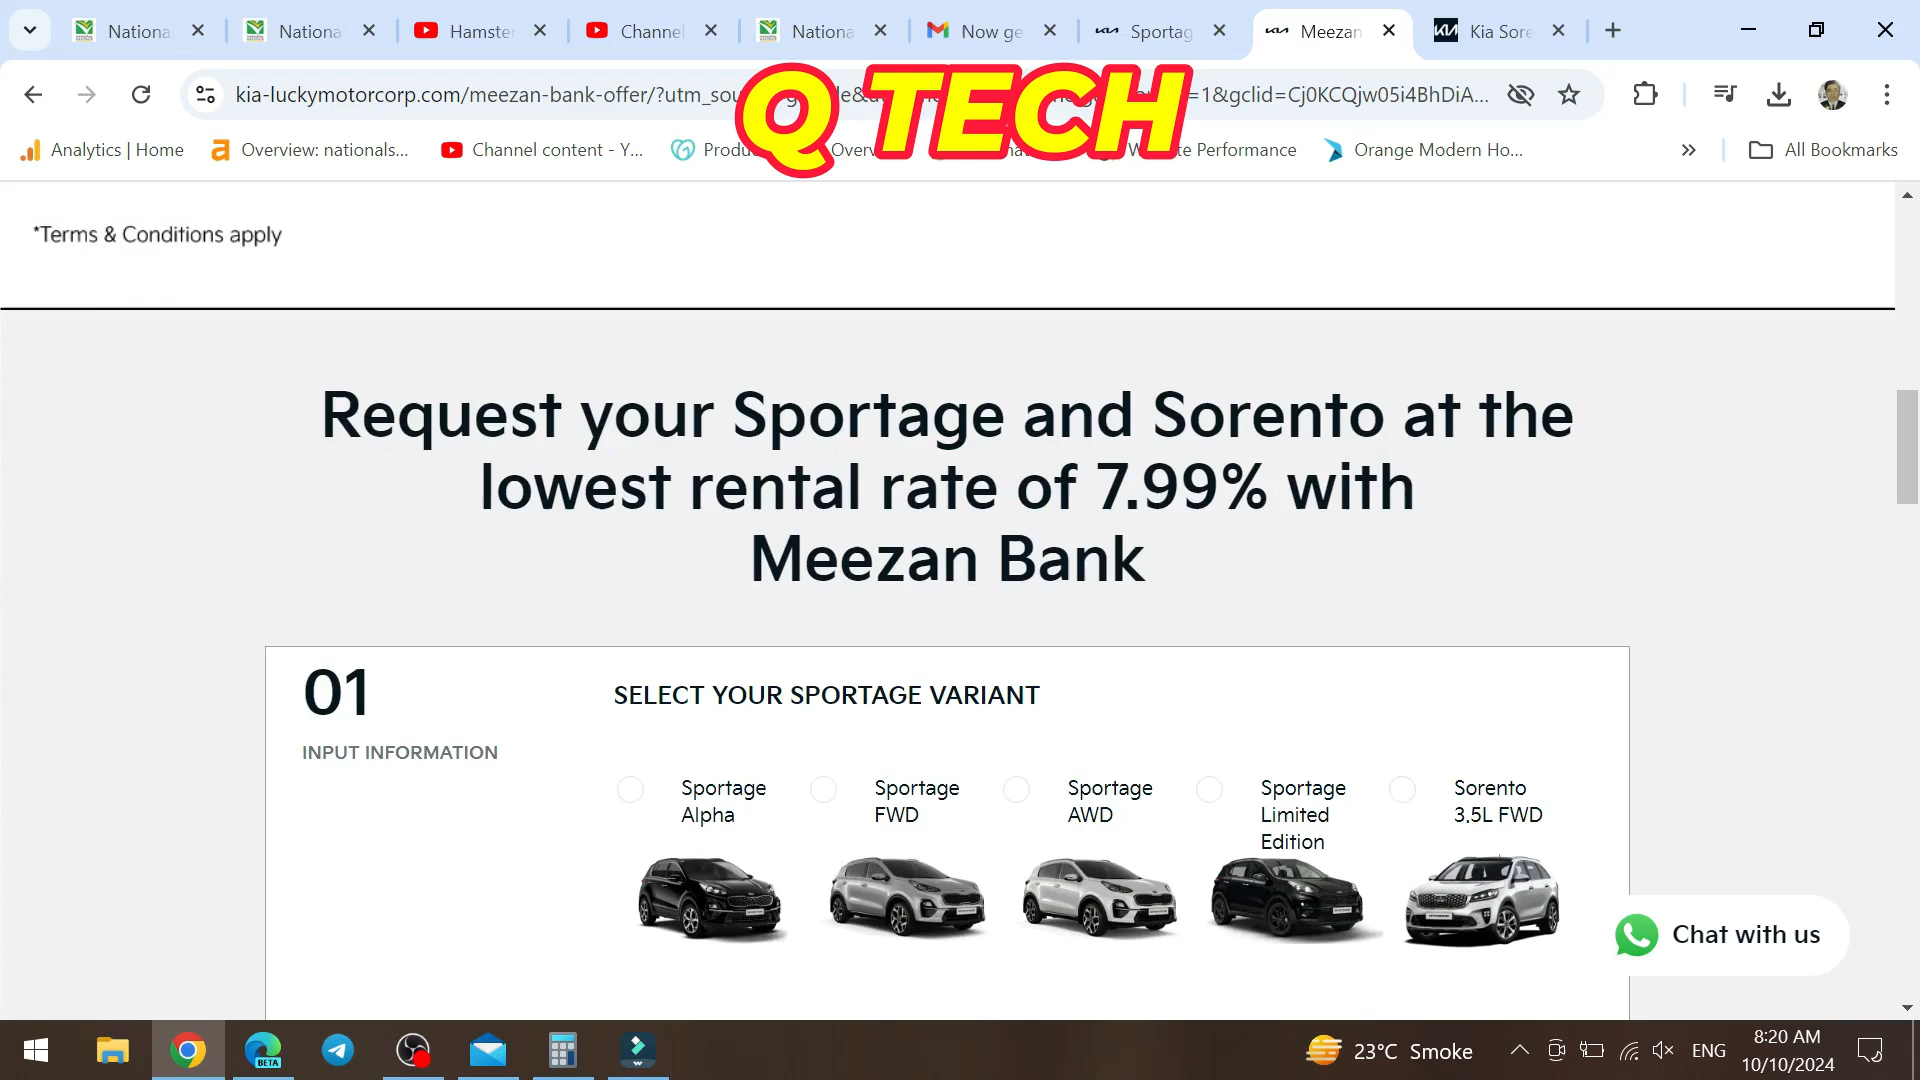 Nationa
Nationa
Hamster
Channel
Nationa
Now ge
Sportag
Meezan
Kia Sore
kia-luckymotorcorp.com/meezan-bank-offer/?utm_sou
=1&gclid=Cj0KCQjw05i4BhDiA...
Q TECH
Analytics | Home
Overview: nationals...
Channel content - Y...
Performance
Orange Modern Ho...
All Bookmarks
*Terms & Conditions apply
Request your Sportage and Sorento at the
lowest rental rate of 7.99% with
Meezan Bank
01
INPUT INFORMATION
SELECT YOUR SPORTAGE VARIANT
Sportage
Alpha
Sportage
FWD
Sportage
AWD
Sportage
Limited
Edition
Sorento
3.5L FWD
Chat with us
BETA
23°C Smoke
ENG
8:20 AM
10/10/2024